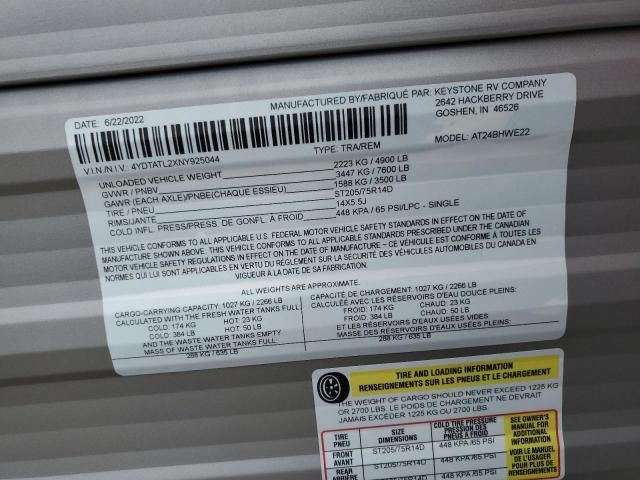 MANUFACTURED BY/FABRIQUÉ PAR: KEYSTONE RV COMPANY
2642 HACKBERRY DRIVE
GOSHEN, IN 46526
DATE: 6/22/2022
V.I.N./N.I.V.: 4YDTATL2XNY925044
TYPE: TRA/REM
MODEL: AT24BHWE22
UNLOADED VEHICLE WEIGHT 2223 KG / 4900 LB
GVWR / PNBV 3447 KG / 7600 LB
GAWR (EACH AXLE)/PNBE(CHAQUE ESSIEU) 1588 KG / 3500 LB
TIRE / PNEU ST205/75R14D
RIMS/JANTE 14X5.5J
COLD INFL. PRESS/PRESS. DE GONFL. À FROID 448 KPA / 65 PSI/LPC - SINGLE
THIS VEHICLE CONFORMS TO ALL APPLICABLE U.S. FEDERAL MOTOR VEHICLE SAFETY STANDARDS IN EFFECT ON THE DATE OF
MANUFACTURE SHOWN ABOVE. / THIS VEHICLE CONFORMS TO ALL APPLICABLE STANDARDS PRESCRIBED UNDER THE CANADIAN
MOTOR VEHICLE SAFETY REGULATIONS IN EFFECT ON THE DATE OF MANUFACTURE ~ CE VÉHICULE EST CONFORME À TOUTES LES
NORMES QUI LUI SONT APPLICABLES EN VERTU DU RÈGLEMENT SUR LA SÉCURITÉ DES VÉHICULES AUTOMOBILES DU CANADA EN
VIGUEUR À LA DATE DE SA FABRICATION.
ALL WEIGHTS ARE APPROXIMATE.
CARGO-CARRYING CAPACITY: 1027 KG / 2266 LB
CALCULATED WITH THE FRESH WATER TANKS FULL
COLD: 174 KG HOT: 23 KG
COLD: 384 LB HOT: 50 LB
AND THE WASTE WATER TANKS EMPTY
MASS OF WASTE WATER TANKS FULL
288 KG / 635 LB
CAPACITÉ DE CHARGEMENT: 1027 KG / 2266 LB
CALCULÉE AVEC LES RÉSERVOIRS D'EAU DOUCE PLEINS.
FROID: 174 KG CHAUD: 23 KG
FROID: 384 LB CHAUD: 50 LB
ET LES RÉSERVOIRS D'EAUX USÉES VIDES
MASSE DES RÉSERVOIRS D'EAUX USÉES PLEINS
288 KG / 635 LB
TIRE AND LOADING INFORMATION
RENSEIGNEMENTS SUR LES PNEUS ET LE CHARGEMENT
THE WEIGHT OF CARGO SHOULD NEVER EXCEED 1225 KG
OR 2700 LBS. LE POIDS DE CHARGEMENT NE DEVRAIT
JAMAIS EXCÉDER 1225 KG OU 2700 LBS.
TIRE
PNEU
SIZE
DIMENSIONS
COLD TIRE PRESSURE
PRESSION DES
PNEUS À FROID
FRONT
AVANT
ST205/75R14D
448 KPA /65 PSI
REAR
ARRIÈRE
ST205/75R14D
448 KPA /65 PSI
SEE OWNER'S
MANUAL FOR
ADDITIONAL
INFORMATION
VOIR LE MANUEL
DE L'USAGER
POUR PLUS DE